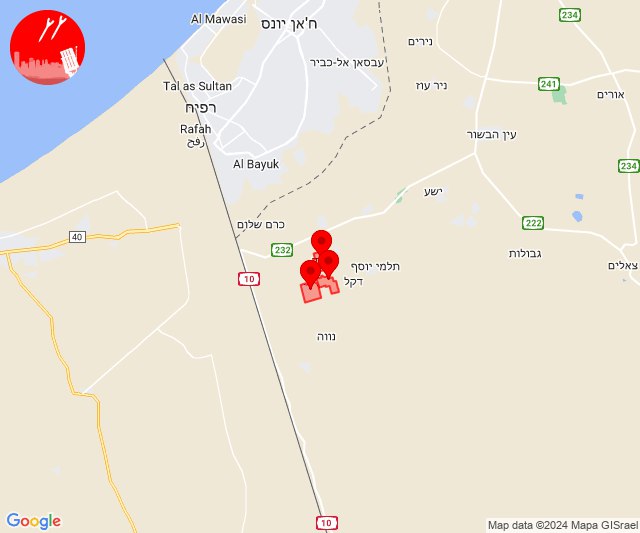 Al Mawasi
ח'אן יונס
234
נירים
עבסאן אל-כביר
Tal as Sultan
ניר עוז
241
אורים
רפיח
Rafah
רפח
עין הבשור
Al Bayuk
234
ישע
כרם שלום
222
40
232
גבולות
צאלים
תלמי יוסף
10
דקל
נווה
10
Google
Map data ©2024 Mapa GISrael